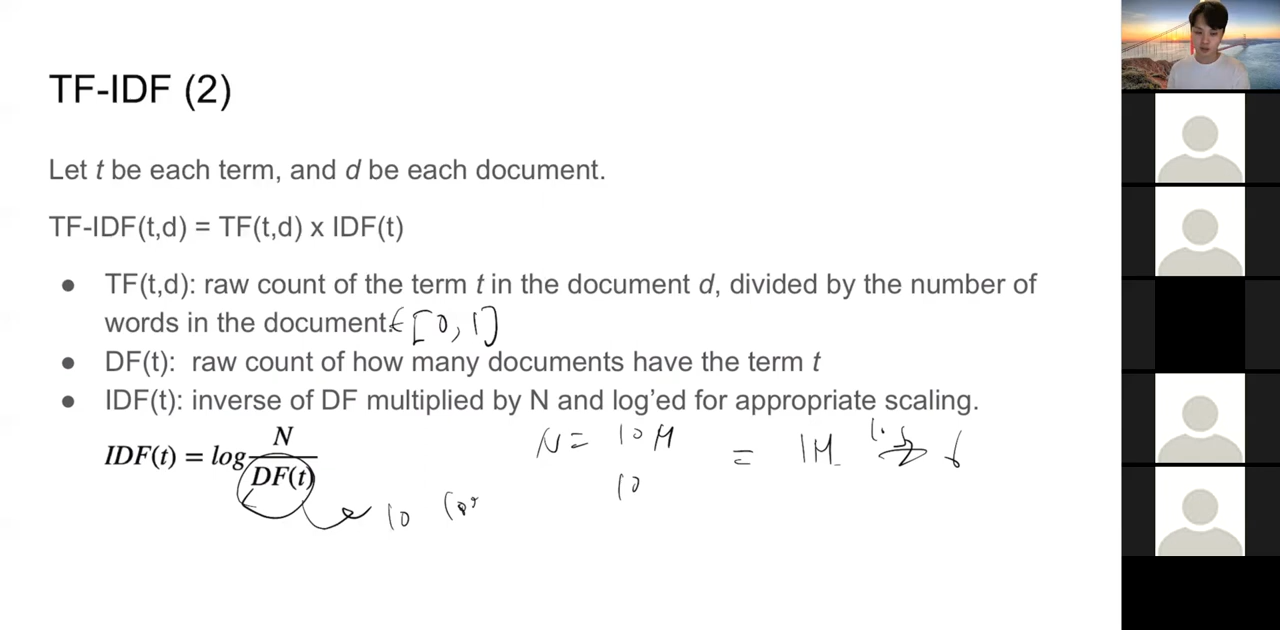 TF-IDF (2)
Let t be each term, and d be each document.
TF-IDF(t,d) = TF(t,d) x IDF(t)
● TF(t,d): raw count of the term t in the document d, divided by the number of
words in the document ∈ [0,1]
● DF(t): raw count of how many documents have the term t
● IDF(t): inverse of DF multiplied by N and log’ed for appropriate scaling.
IDF(t) = log N / DF(t)
N = 10M
10
= 1M log 6
10